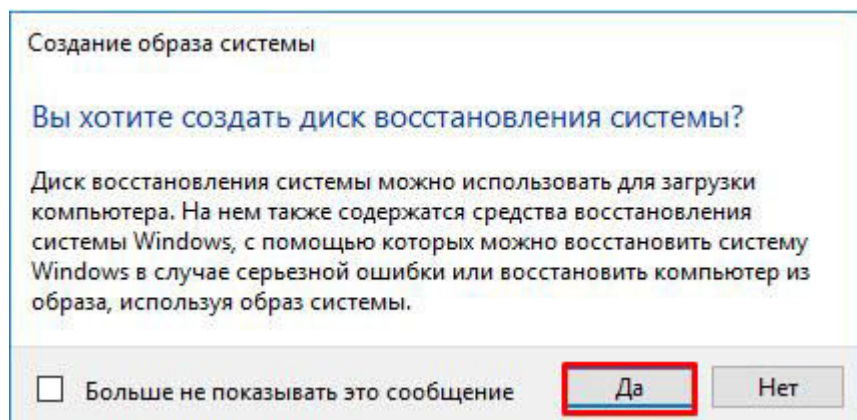 Создание образа системы
Вы хотите создать диск восстановления системы?
Диск восстановления системы можно использовать для загрузки
компьютера. На нем также содержатся средства восстановления
системы Windows, с помощью которых можно восстановить систему
Windows в случае серьезной ошибки или восстановить компьютер из
образа, используя образ системы.
Больше не показывать это сообщение
Да
Нет